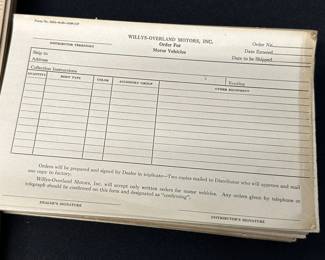 WILLYS-OVERLAND MOTORS, INC.
Order For
Motor Vehicles
DISTRIBUTOR TERRITORY
Order No.
Date Entered
Date to be Shipped
Ship to
Address
Collection Instructions
Routing
QUANTITY BODY TYPE COLOR ACCESSORY GROUP OTHER EQUIPMENT
Orders will be prepared and signed by Dealer in triplicate—Two copies mailed to Distributor who will approve and mail
one copy to factory.
Willys-Overland Motors, Inc. will accept only written orders for motor vehicles. Any orders given by telephone or
telegraph should be confirmed on this form and designated as "confirming".
DEALER'S SIGNATURE DISTRIBUTOR'S SIGNATURE